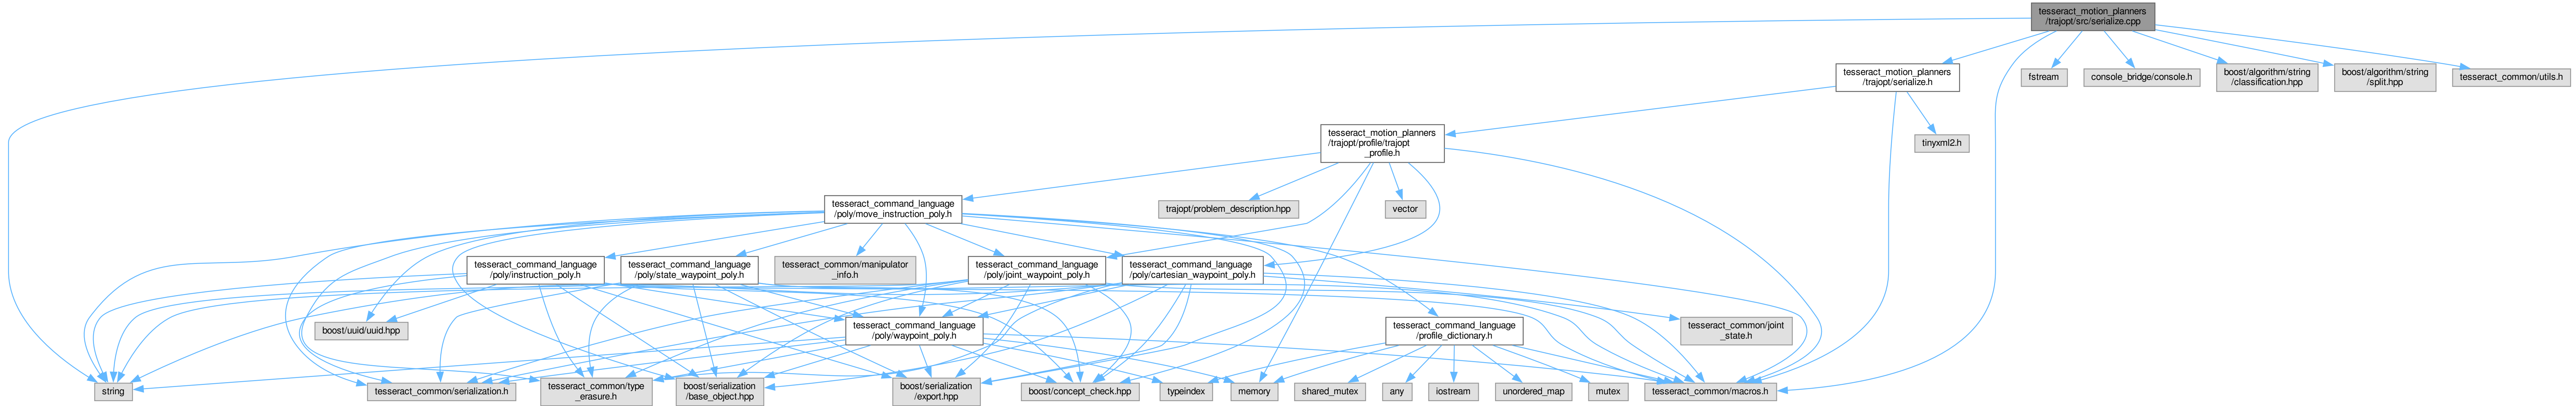 tesseract_motion_planners
/trajopt/src/serialize.cpp
tesseract_motion_planners
/trajopt/serialize.h
fstream
console_bridge/console.h
boost/algorithm/string
/classification.hpp
boost/algorithm/string
/split.hpp
tesseract_common/utils.h
tesseract_motion_planners
/trajopt/profile/trajopt
_profile.h
tinyxml2.h
tesseract_command_language
/poly/move_instruction_poly.h
trajopt/problem_description.hpp
vector
tesseract_command_language
/poly/instruction_poly.h
tesseract_command_language
/poly/state_waypoint_poly.h
tesseract_common/manipulator
_info.h
tesseract_command_language
/poly/joint_waypoint_poly.h
tesseract_command_language
/poly/cartesian_waypoint_poly.h
boost/uuid/uuid.hpp
tesseract_command_language
/poly/waypoint_poly.h
tesseract_command_language
/profile_dictionary.h
tesseract_common/joint
_state.h
string
tesseract_common/serialization.h
tesseract_common/type
_erasure.h
boost/serialization
/base_object.hpp
boost/serialization
/export.hpp
boost/concept_check.hpp
typeindex
memory
shared_mutex
any
iostream
unordered_map
mutex
tesseract_common/macros.h